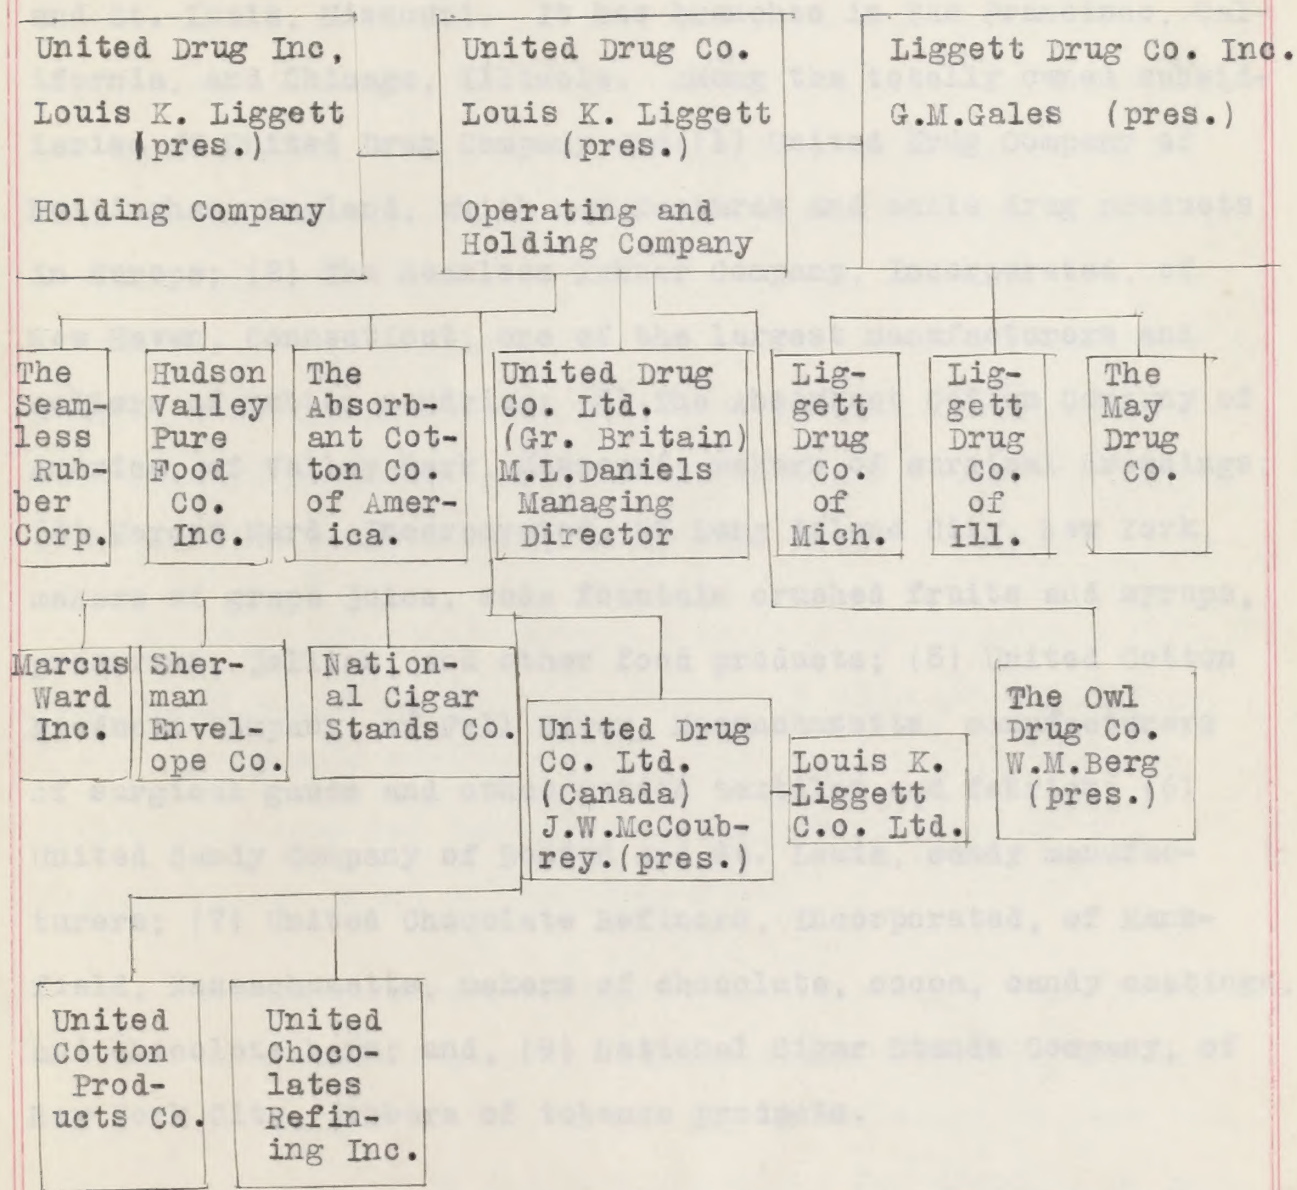 United Drug Inc,
Louis K. Liggett
(pres.)
Holding Company
United Drug Co.
Louis K. Liggett
(pres.)
Operating and
Holding Company
Liggett Drug Co. Inc.
G.M.Gales (pres.)
The
Seam-
less
Rub-
ber
Corp.
Hudson
Valley
Pure
Food
Co.
Inc.
The
Absorb-
ant Cot-
ton Co.
of Amer-
ica.
United Drug
Co. Ltd.
(Gr. Britain)
M.L.Daniels
Managing
Director
Lig-
gett
Drug
Co.
of
Mich.
Lig-
gett
Drug
Co.
of
Ill.
The
May
Drug
Co.
Marcus
Ward
Inc.
Sher-
man
Envel-
ope Co.
Nation-
al Cigar
Stands Co.
United Drug
Co. Ltd.
(Canada)
J.W.McCoub-
rey.(pres.)
Louis K.
Liggett
C.o. Ltd.
The Owl
Drug Co.
W.M.Berg
(pres.)
United
Cotton
Prod-
ucts Co.
United
Choco-
lates
Refin-
ing Inc.